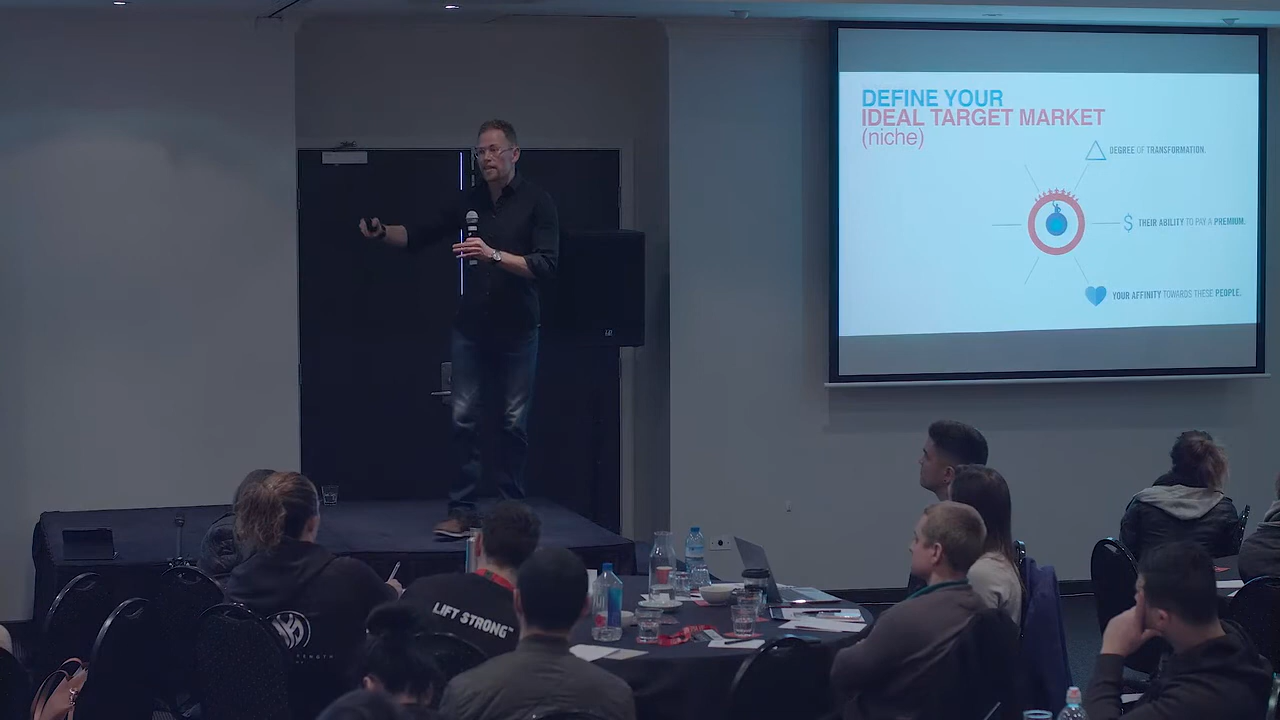 DEFINE YOUR
IDEAL TARGET MARKET
(niche)
DEGREE OF TRANSFORMATION.
$ THEIR ABILITY TO PAY A PREMIUM.
YOUR AFFINITY TOWARDS THESE PEOPLE.
LIFT STRONG™